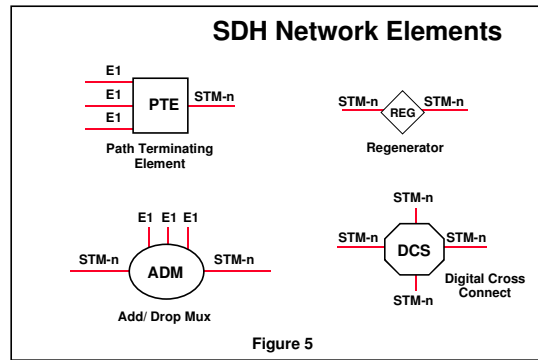 SDH Network Elements
E1
E1
E1
PTE
STM-n
Path Terminating
Element
STM-n
REG
STM-n
Regenerator
E1 E1 E1
STM-n
ADM
STM-n
Add/ Drop Mux
STM-n
STM-n
DCS
STM-n
STM-n
Digital Cross
Connect
Figure 5